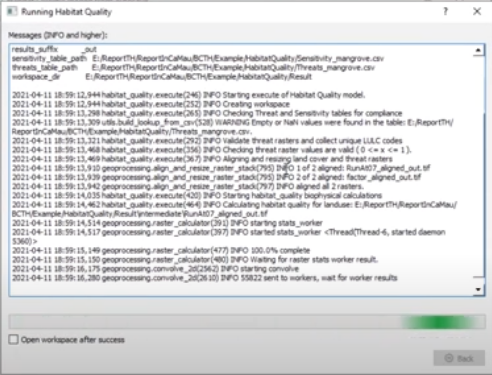 Running Habitat Quality
? X
Messages (INFO and higher):
results_suffix _out
sensitivity_table_path E:/ReportTH/ReportInCaMau/BCTH/Example/HabitatQuality/Sensitivity_mangrove.csv
threats_table_path E:/ReportTH/ReportInCaMau/BCTH/Example/HabitatQuality/Threats_mangrove.csv
workspace_dir E:/ReportTH/ReportInCaMau/BCTH/Example/HabitatQuality/Result
2021-04-11 18:59:12,944 habitat_quality.execute(246) INFO Starting execute of Habitat Quality model.
2021-04-11 18:59:12,944 habitat_quality.execute(252) INFO Creating workspace
2021-04-11 18:59:13,298 habitat_quality.execute(265) INFO Checking Threat and Sensitivity tables for compliance
2021-04-11 18:59:13,309 utils.build_lookup_from_csv(528) WARNING Empty or NaN values were found in the table: E:/ReportTH/
ReportInCaMau/BCTH/Example/HabitatQuality/Threats_mangrove.csv.
2021-04-11 18:59:13,321 habitat_quality.execute(292) INFO Validate threat rasters and collect unique LULC codes
2021-04-11 18:59:13,468 habitat_quality.execute(356) INFO Checking threat raster values are valid ( 0 <= x <= 1 ).
2021-04-11 18:59:13,469 habitat_quality.execute(367) INFO Aligning and resizing land cover and threat rasters
2021-04-11 18:59:13,910 geoprocessing.align_and_resize_raster_stack(795) INFO 1 of 2 aligned: RunAt07_aligned_out.tif
2021-04-11 18:59:13,939 geoprocessing.align_and_resize_raster_stack(795) INFO 2 of 2 aligned: factor_aligned_out.tif
2021-04-11 18:59:13,942 geoprocessing.align_and_resize_raster_stack(797) INFO aligned all 2 rasters.
2021-04-11 18:59:14,035 habitat_quality.execute(420) INFO Starting habitat_quality biophysical calculations
2021-04-11 18:59:14,462 habitat_quality.execute(464) INFO Calculating habitat quality for landuse: E:/ReportTH/ReportInCaMau/
BCTH/Example/HabitatQuality\Result\intermediate\RunAt07_aligned_out.tif
2021-04-11 18:59:14,514 geoprocessing.raster_calculator(391) INFO starting stats_worker
2021-04-11 18:59:14,517 geoprocessing.raster_calculator(397) INFO started stats_worker <Thread(Thread-6, started daemon
5360)>
2021-04-11 18:59:15,149 geoprocessing.raster_calculator(477) INFO 100.0% complete
2021-04-11 18:59:15,150 geoprocessing.raster_calculator(480) INFO Waiting for raster stats worker result.
2021-04-11 18:59:16,175 geoprocessing.convolve_2d(2562) INFO starting convolve
2021-04-11 18:59:16,280 geoprocessing.convolve_2d(2610) INFO 55822 sent to workers, wait for worker results
Open workspace after success
Back